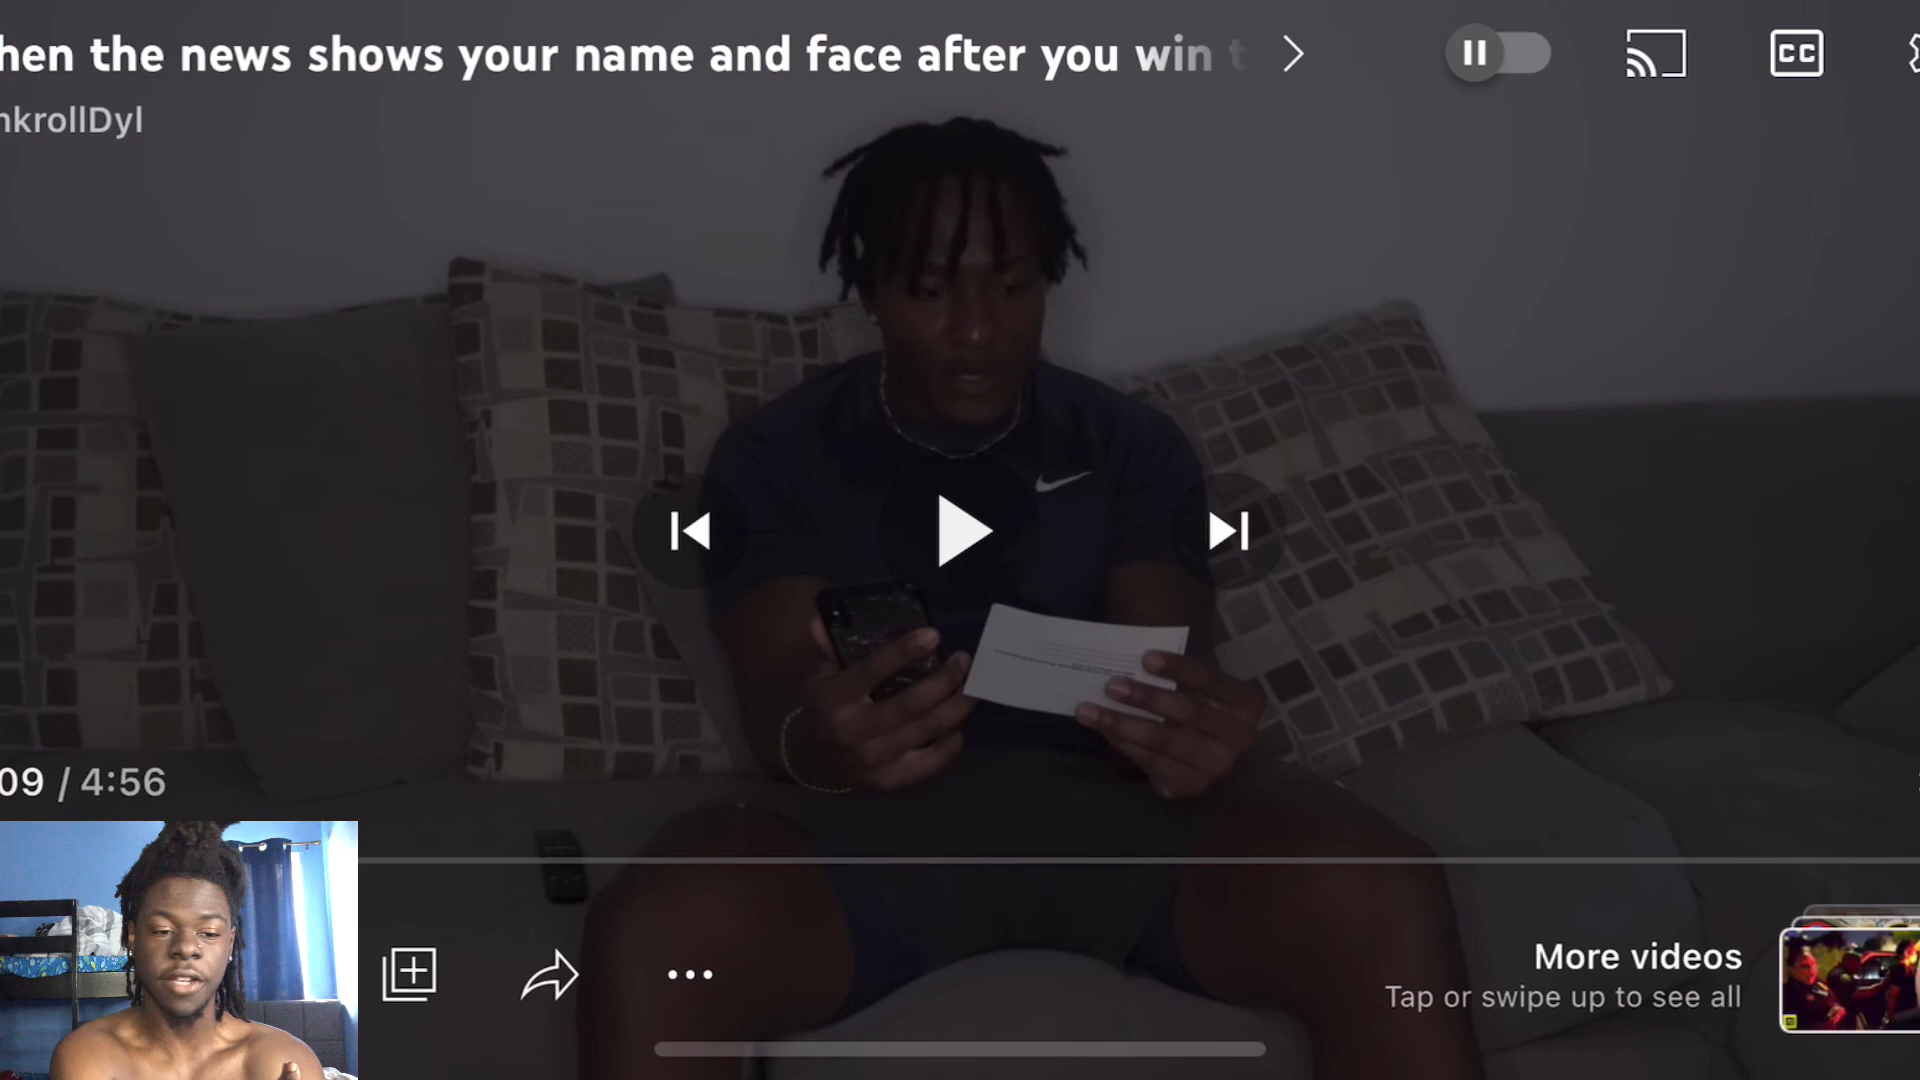 hen the news shows your name and face after you win t
nkrollDyl
CC
09 / 4:56
More videos
Tap or swipe up to see all